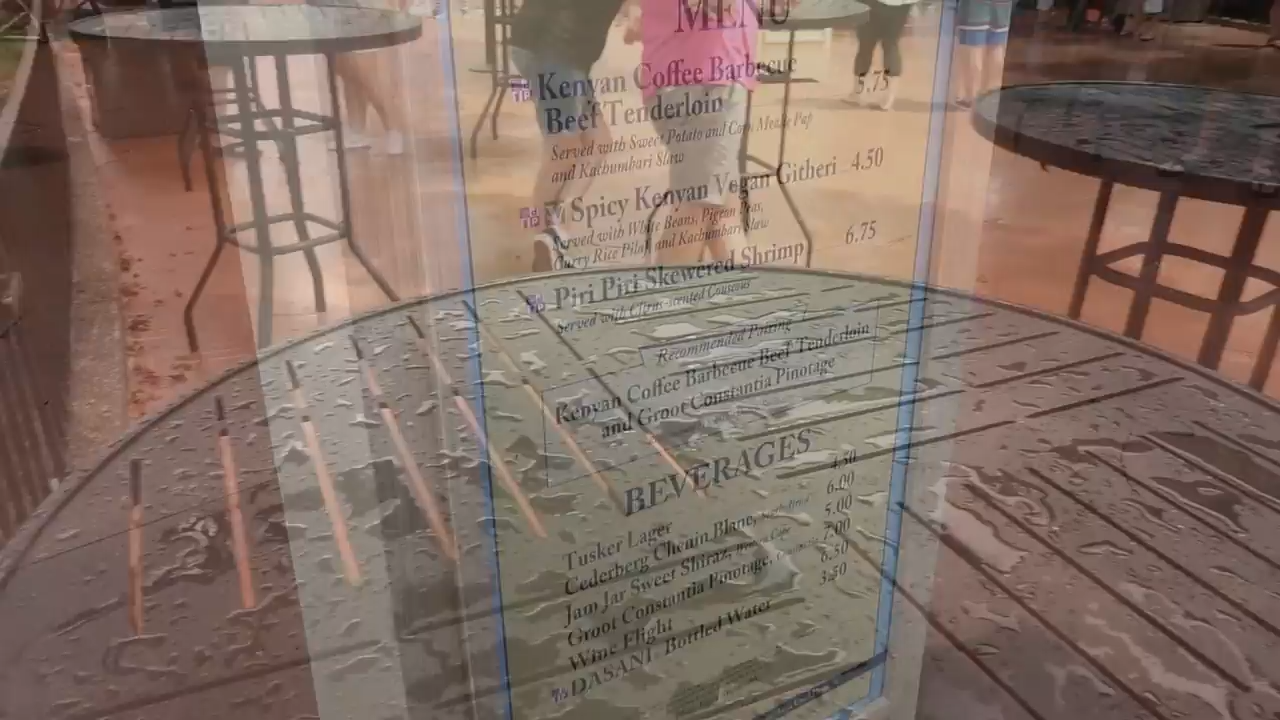 MENU
Kenyan Coffee Barbecue 5.75
Beef Tenderloin
Served with Sweet Potato and Corn Mealie Pap
and Kachumbari Slaw
Spicy Kenyan Vegan Githeri 4.50
Served with White Beans, Pigeon Peas,
Curry Rice Pilaf and Kachumbari Slaw
Piri Piri Skewered Shrimp 6.75
Served with Citrus-scented Couscous
Recommended Pairing
Kenyan Coffee Barbecue Beef Tenderloin
and Groot Constantia Pinotage
BEVERAGES
Tusker Lager 4.50
Cederberg Chenin Blanc, 6.00
Jam Jar Sweet Shiraz, Western Cape 5.00
Groot Constantia Pinotage, 7.00
Wine Flight 6.50
DASANI Bottled Water 3.50